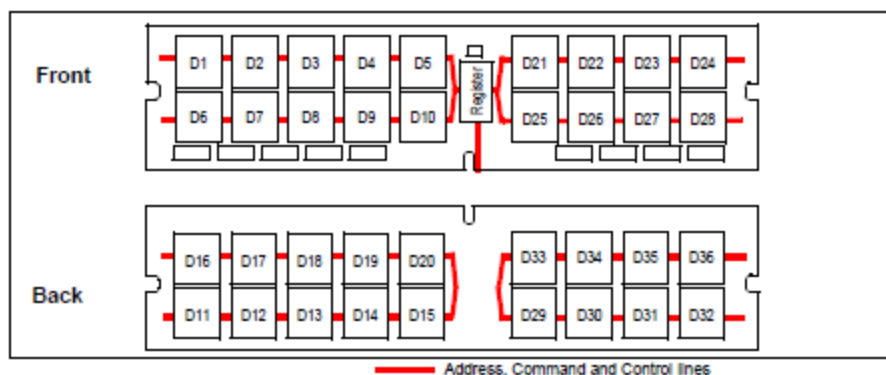 Front
D1 D2 D3 D4 D5 Register D21 D22 D23 D24
D6 D7 D8 D9 D10 D25 D26 D27 D28
Back
D16 D17 D18 D19 D20 D33 D34 D35 D36
D11 D12 D13 D14 D15 D29 D30 D31 D32
Address, Command and Control lines